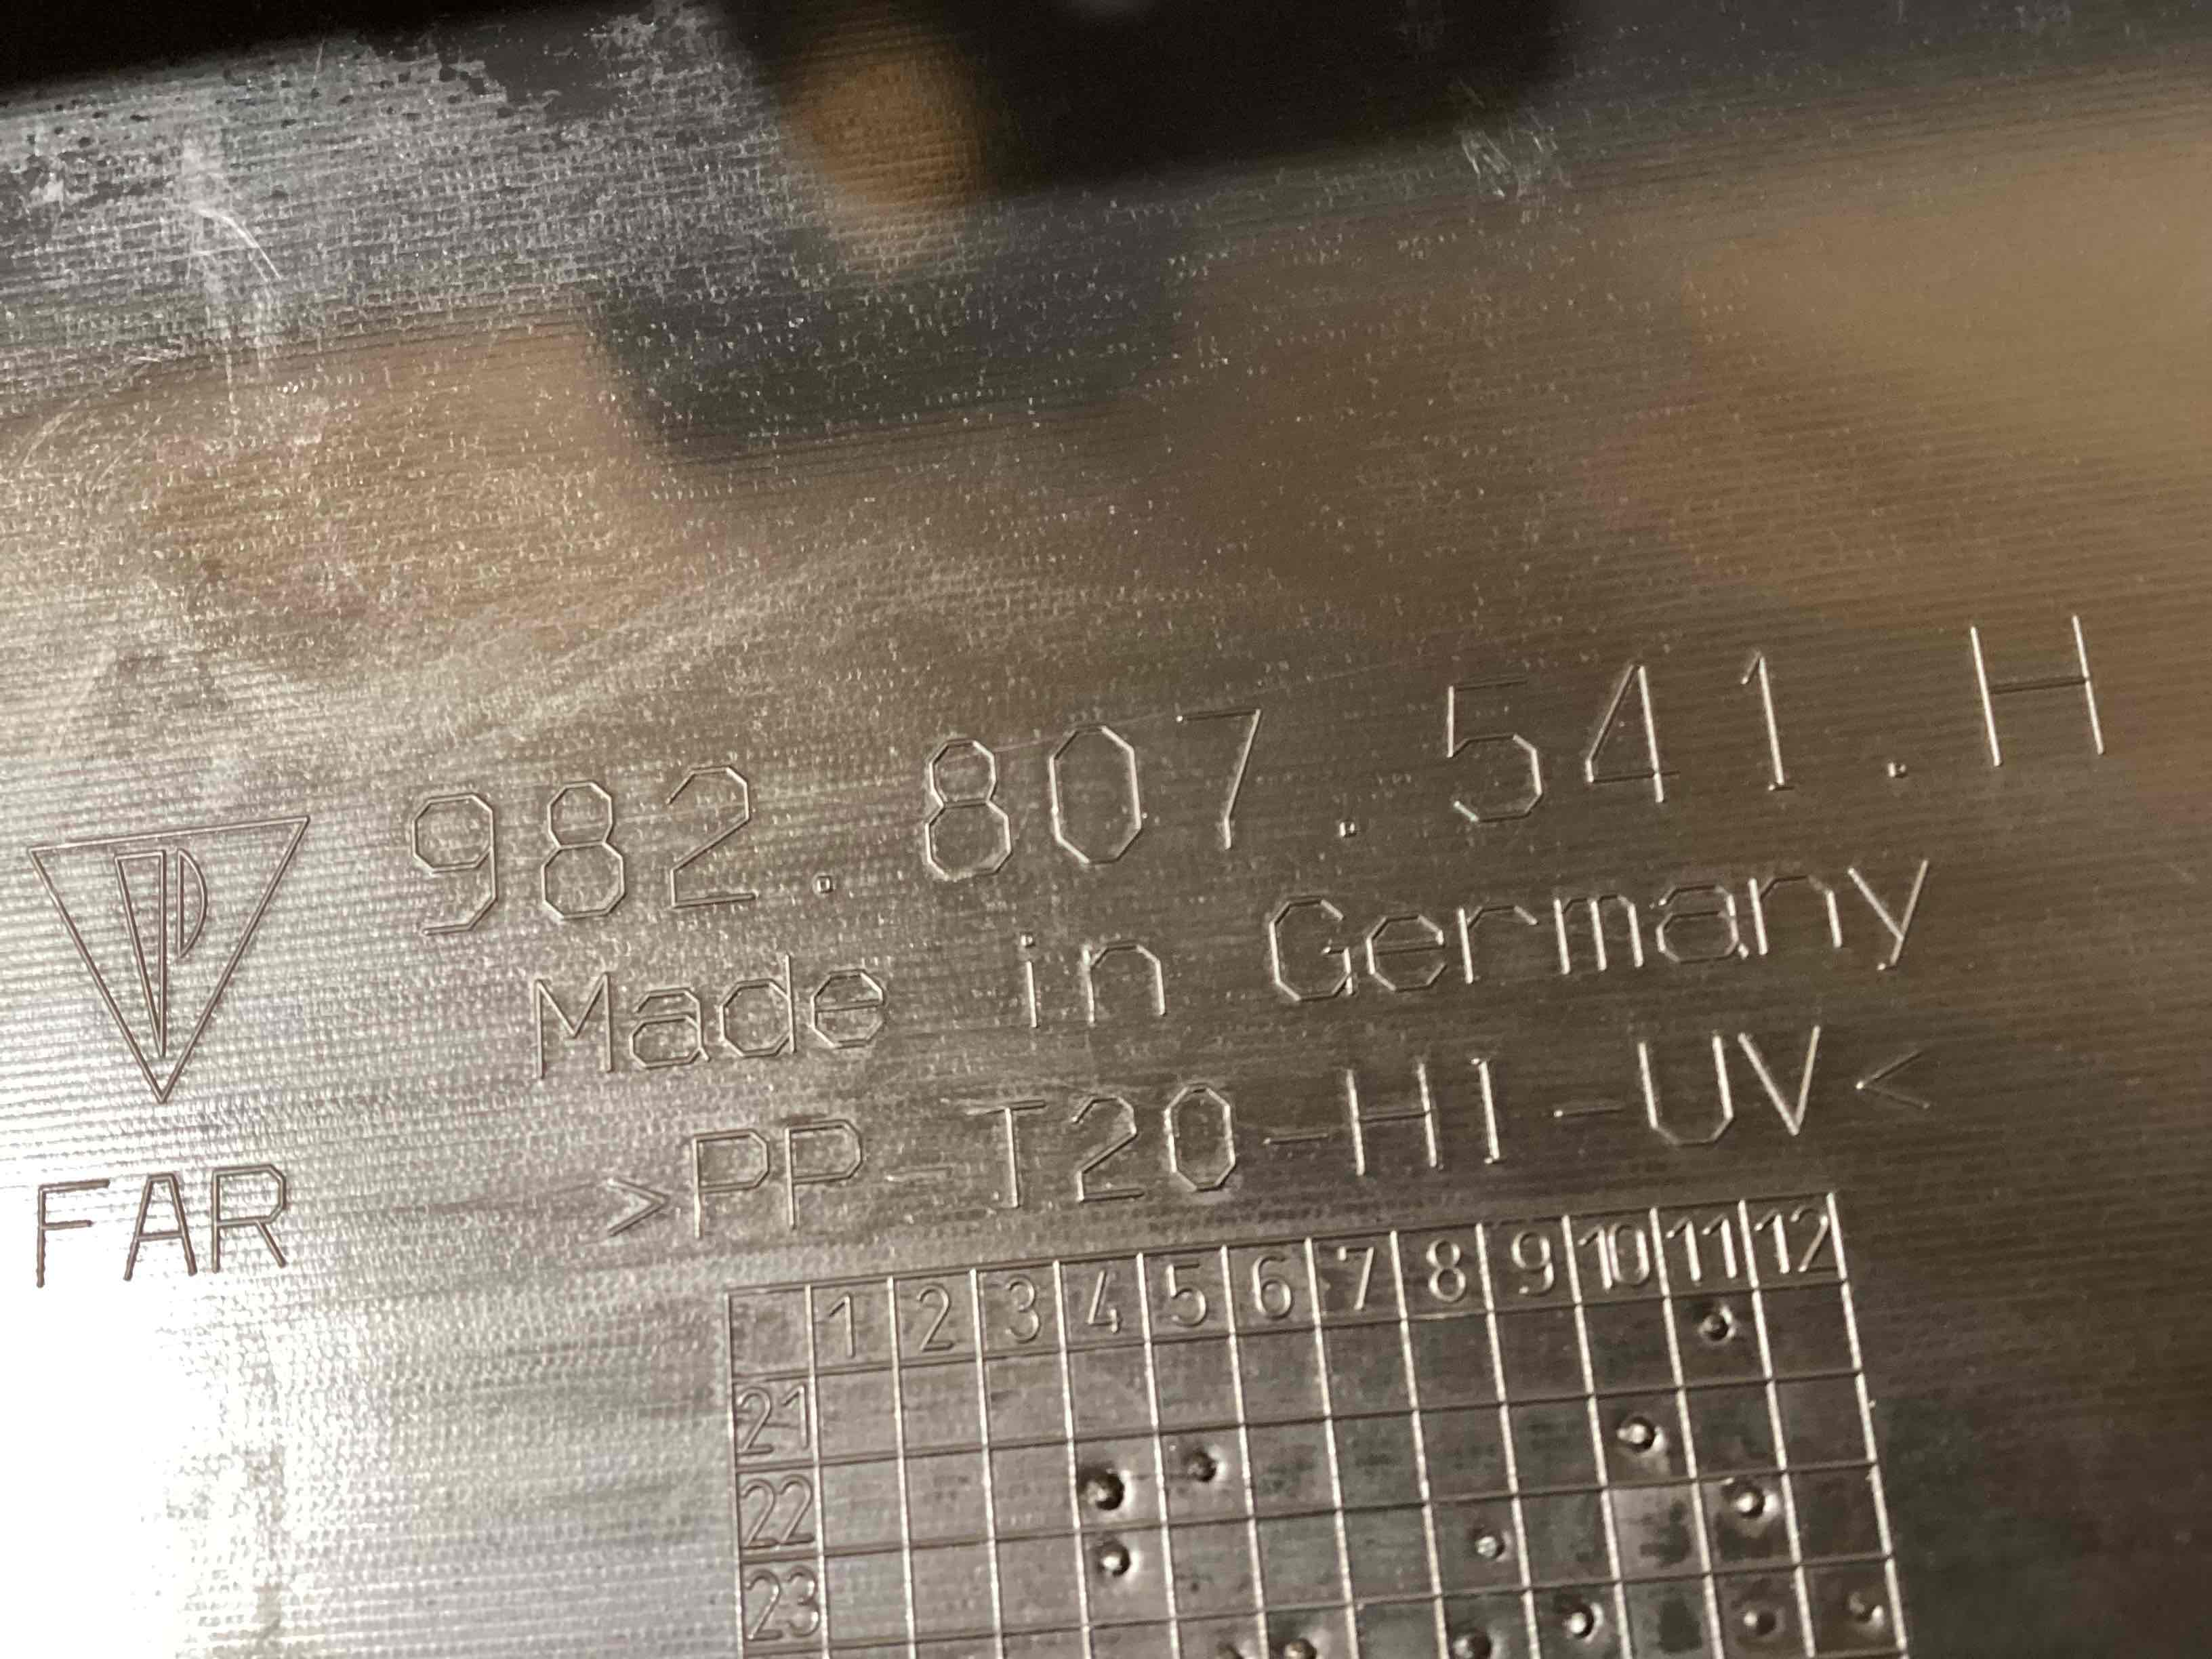 982.807.541.H
Made in Germany
>PP-T20-HI-UV<
FAR
1 2 3 4 5 6 7 8 9 10 11 12
21
22
23